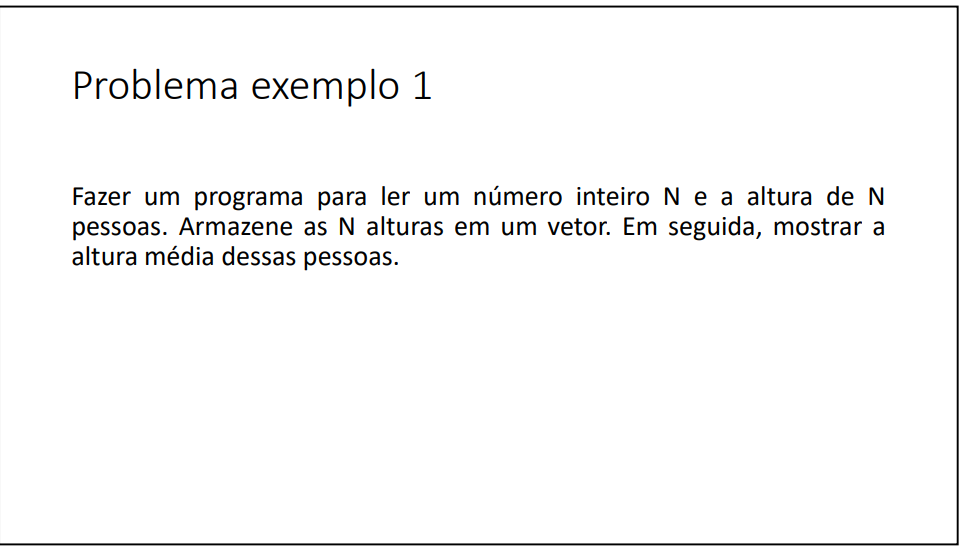 Problema exemplo 1
Fazer um programa para ler um número inteiro N e a altura de N
pessoas. Armazene as N alturas em um vetor. Em seguida, mostrar a
altura média dessas pessoas.